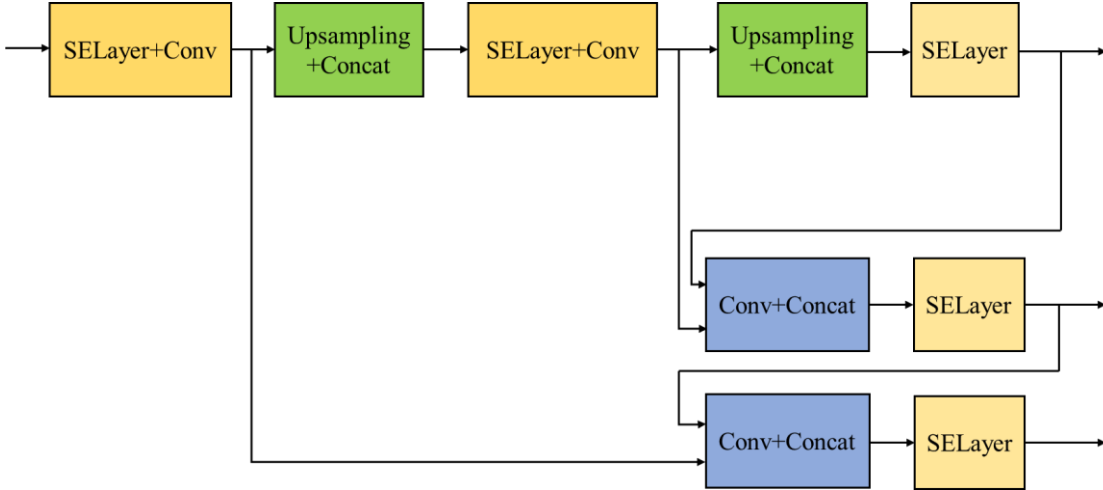 SELayer+Conv
Upsampling
+Concat
SELayer+Conv
Upsampling
+Concat
SELayer
Conv+Concat
SELayer
Conv+Concat
SELayer